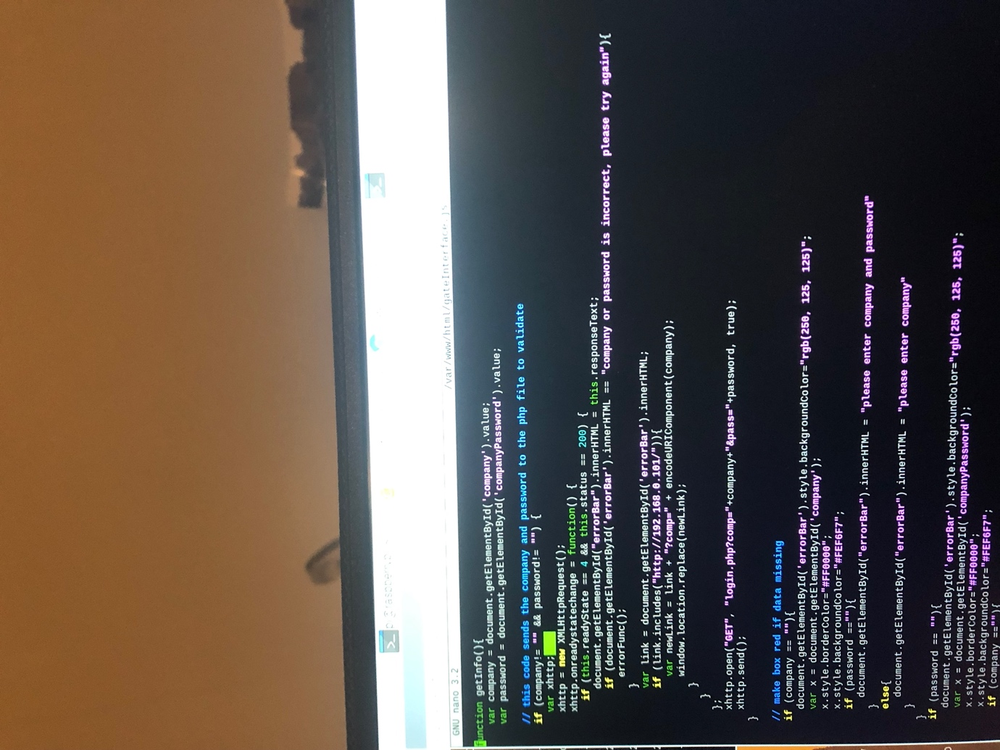 GNU nano 3.2 /var/www/html/gateInterface.js
function getInfo(){
var company = document.getElementById('company').value;
var password = document.getElementById('companyPassword').value;
// this code sends the company and password to the php file to validate
if (company!= "" && password!= "") {
var xhttp;
xhttp = new XMLHttpRequest();
xhttp.onreadystatechange = function() {
if (this.readyState == 4 && this.status == 200) {
document.getElementById("errorBar").innerHTML = this.responseText;
if (document.getElementById('errorBar').innerHTML == "company or password is incorrect, please try again"){
errorFunc();
}
var link = document.getElementById('errorBar').innerHTML;
if (link.includes("http://192.168.0.101/")){
var newLink = link + "?comp=" + encodeURIComponent(company);
window.location.replace(newLink);
}
}
};
xhttp.open("GET", "login.php?comp="+company+"&pass="+password, true);
xhttp.send();
}
// make box red if data missing
if (company == ""){
document.getElementById('errorBar').style.backgroundColor="rgb(250, 125, 125)";
var x = document.getElementById('company');
x.style.borderColor="#FF0000";
x.style.backgroundColor="#FEF6F7";
if (password ==""){
document.getElementById("errorBar").innerHTML = "please enter company and password"
}
else{
document.getElementById("errorBar").innerHTML = "please enter company"
}
}
if (password == ""){
document.getElementById('errorBar').style.backgroundColor="rgb(250, 125, 125)";
var x = document.getElementById('companyPassword');
x.style.borderColor="#FF0000";
x.style.backgroundColor="#FEF6F7";
if (company ==""){